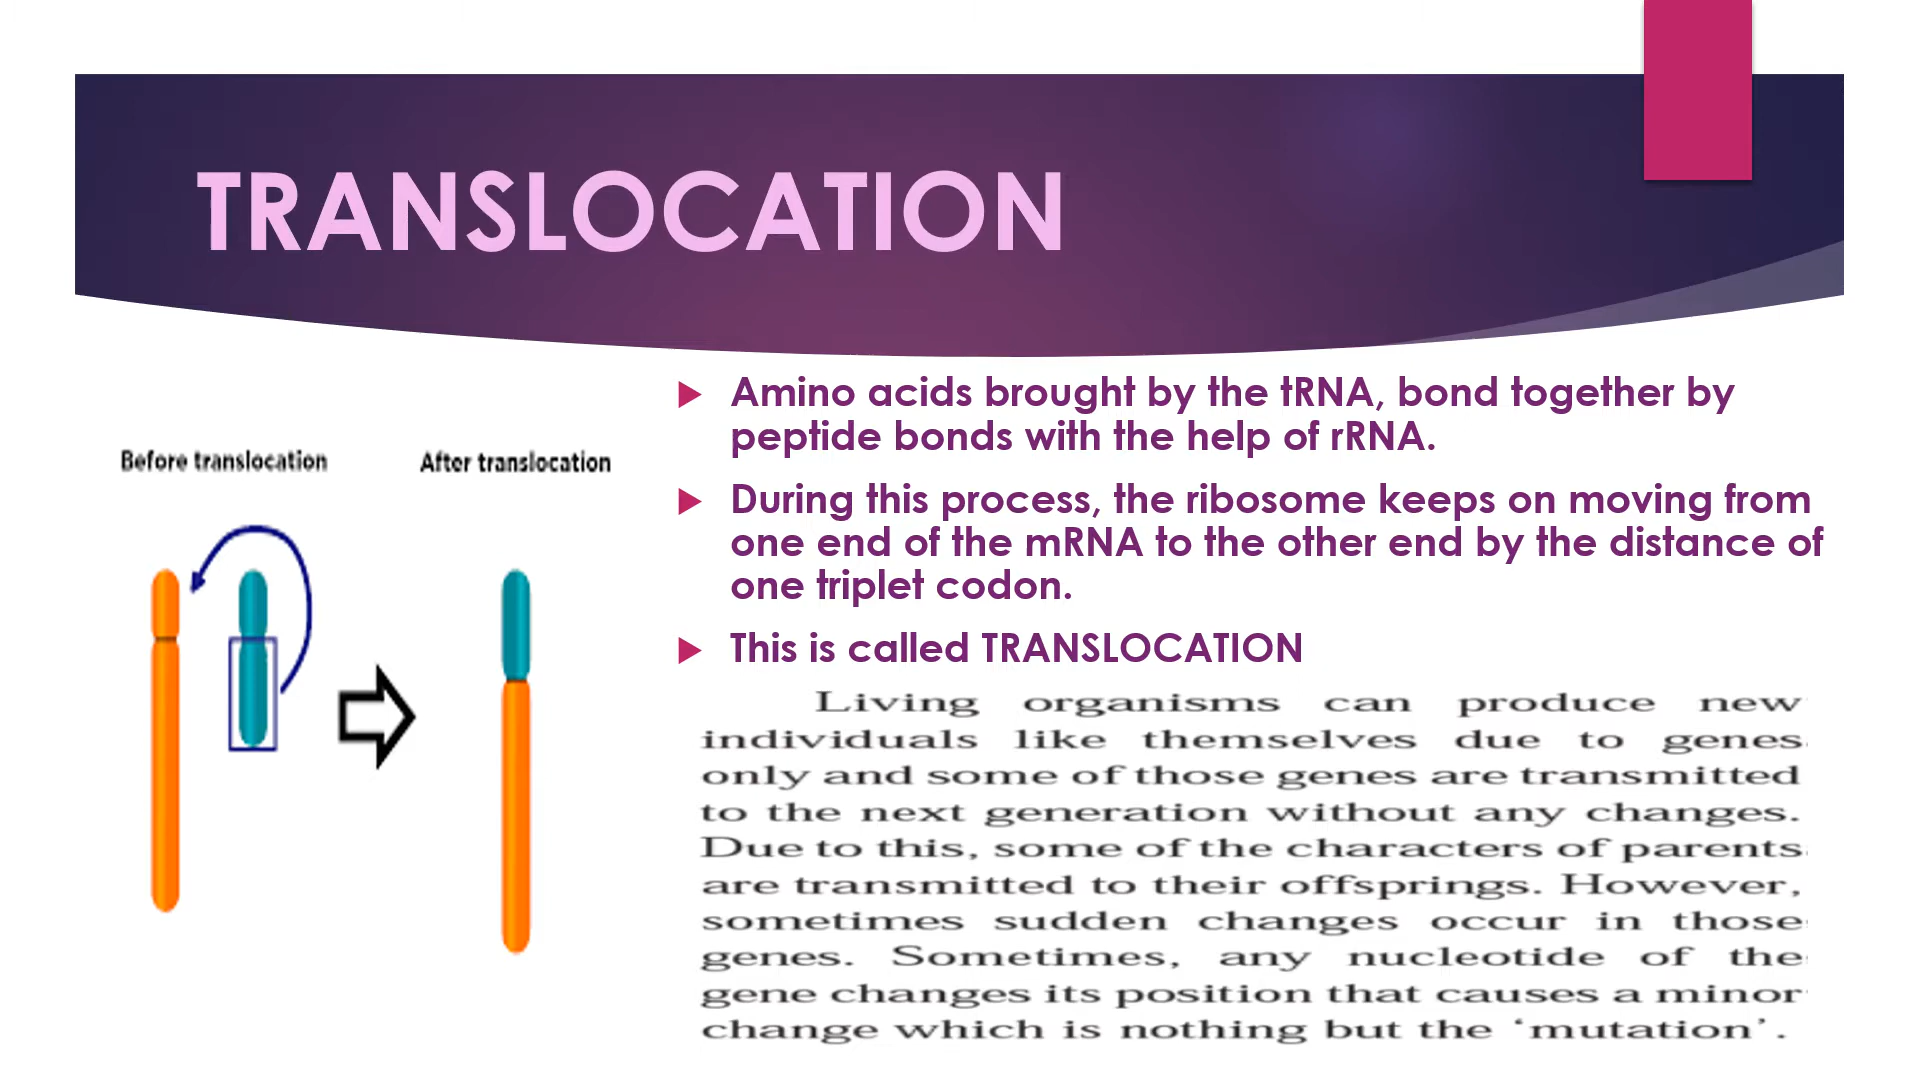 TRANSLOCATION
Before translocation
After translocation
Amino acids brought by the tRNA, bond together by
peptide bonds with the help of rRNA.
During this process, the ribosome keeps on moving from
one end of the mRNA to the other end by the distance of
one triplet codon.
This is called TRANSLOCATION
Living organisms can produce new
individuals like themselves due to genes
only and some of those genes are transmitted
to the next generation without any changes.
Due to this, some of the characters of parents
are transmitted to their offsprings. However,
sometimes sudden changes occur in those
genes. Sometimes, any nucleotide of the
gene changes its position that causes a minor
change which is nothing but the ‘mutation’.